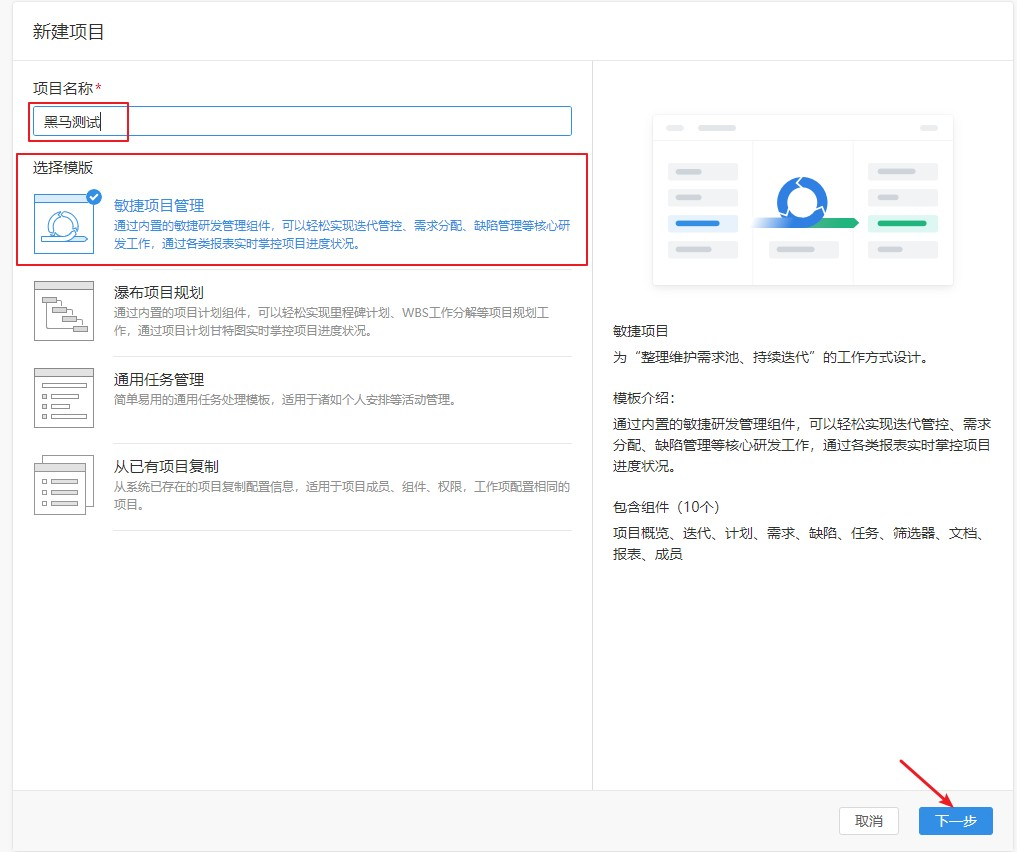 新建项目
项目名称*
黑马测试
选择模版
敏捷项目管理
通过内置的敏捷研发管理组件，可以轻松实现迭代管控、需求分配、缺陷管理等核心研
发工作，通过各类报表实时掌控项目进度状况。
瀑布项目规划
通过内置的项目计划组件，可以轻松实现里程碑计划、WBS工作分解等项目规划工
作，通过项目计划甘特图实时掌控项目进度状况。
通用任务管理
简单易用的通用任务处理模板，适用于诸如个人安排等活动管理。
从已有项目复制
从系统已存在的项目复制配置信息，适用于项目成员、组件、权限，工作项配置相同的
项目。
敏捷项目
为“整理维护需求池、持续迭代”的工作方式设计。
模板介绍：
通过内置的敏捷研发管理组件，可以轻松实现迭代管控、需求
分配、缺陷管理等核心研发工作，通过各类报表实时掌控项目
进度状况。
包含组件（10个）
项目概览、迭代、计划、需求、缺陷、任务、筛选器、文档、
报表、成员
取消
下一步